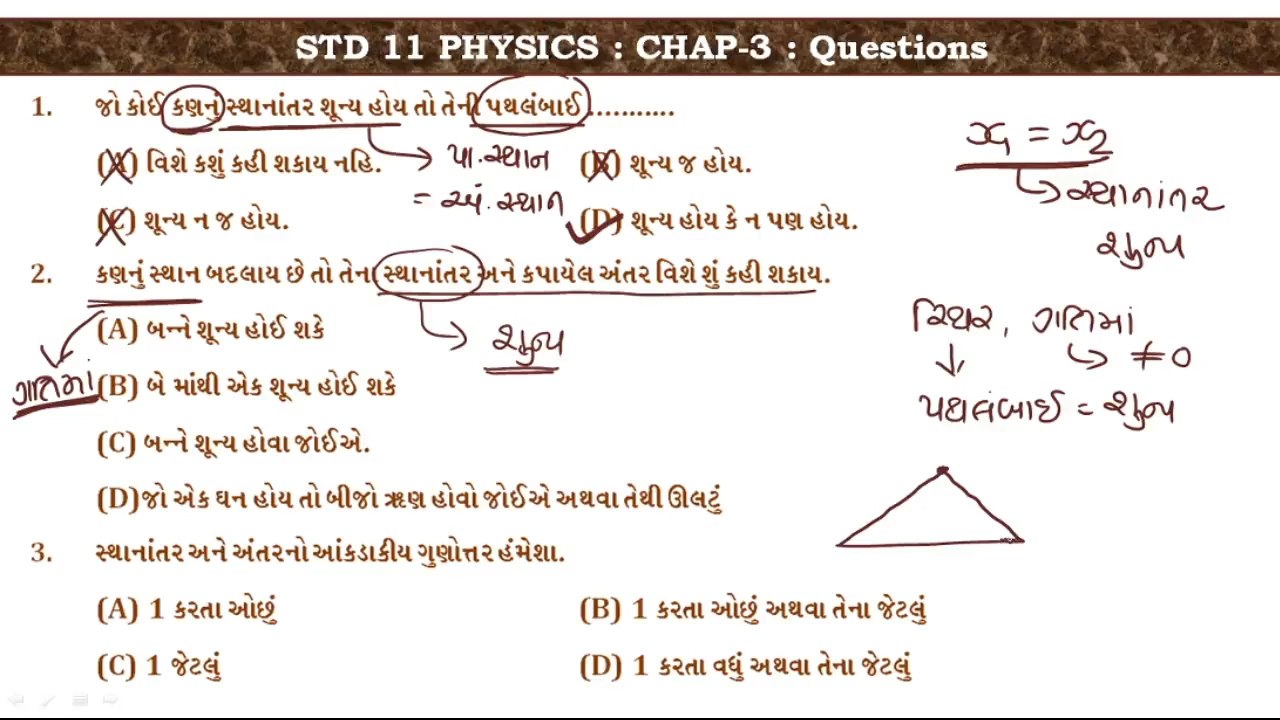 STD 11 PHYSICS : CHAP-3 : Questions
1. જો કોઈ કણનું સ્થાનાંતર શૂન્ય હોય તો તેની પથલંબાઈ ...........
(A) વિશે કશું કહી શકાય નહિ.
(B) શૂન્ય જ હોય.
(C) શૂન્ય ન જ હોય.
(D) શૂન્ય હોય કે ન પણ હોય.
પ્રા. સ્થાન
= અં. સ્થાન
x₁ = x₂
સ્થાનાંતર
શૂન્ય
2. કણનું સ્થાન બદલાય છે તો તેના સ્થાનાંતર અને કપાયેલ અંતર વિશે શું કહી શકાય.
(A) બન્ને શૂન્ય હોઈ શકે
(B) બે માંથી એક શૂન્ય હોઈ શકે
(C) બન્ને શૂન્ય હોવા જોઈએ.
(D) જો એક ઘન હોય તો બીજો ઋણ હોવો જોઈએ અથવા તેથી ઊલટું
ગતિમાં
શૂન્ય
સ્થિર, ગતિમાં
≠ 0
પથલંબાઈ = શૂન્ય
3. સ્થાનાંતર અને અંતરનો આંકડાકીય ગુણોત્તર હંમેશા.
(A) 1 કરતા ઓછું
(B) 1 કરતા ઓછું અથવા તેના જેટલું
(C) 1 જેટલું
(D) 1 કરતા વધું અથવા તેના જેટલું